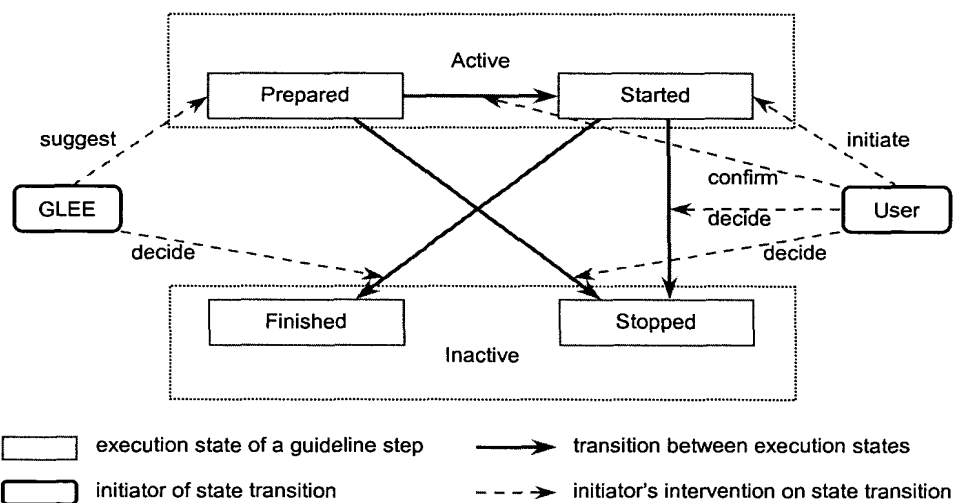 Active
Prepared
Started
suggest
initiate
GLEE
confirm
User
decide
decide
decide
Finished
Stopped
Inactive
execution state of a guideline step
transition between execution states
initiator of state transition
initiator's intervention on state transition